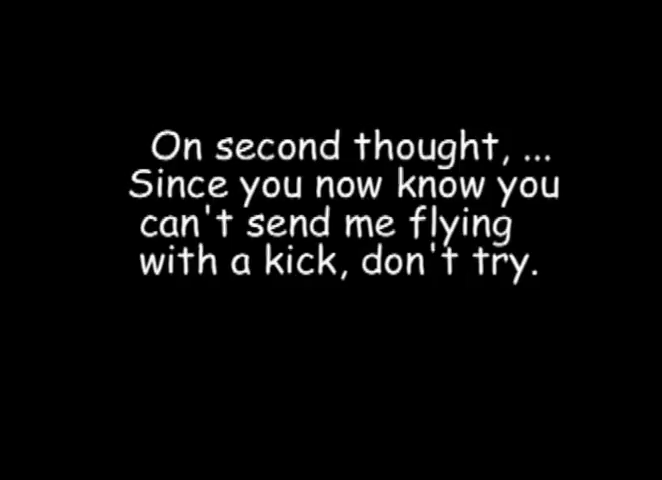 On second thought, ...
Since you now know you
can't send me flying
with a kick, don't try.